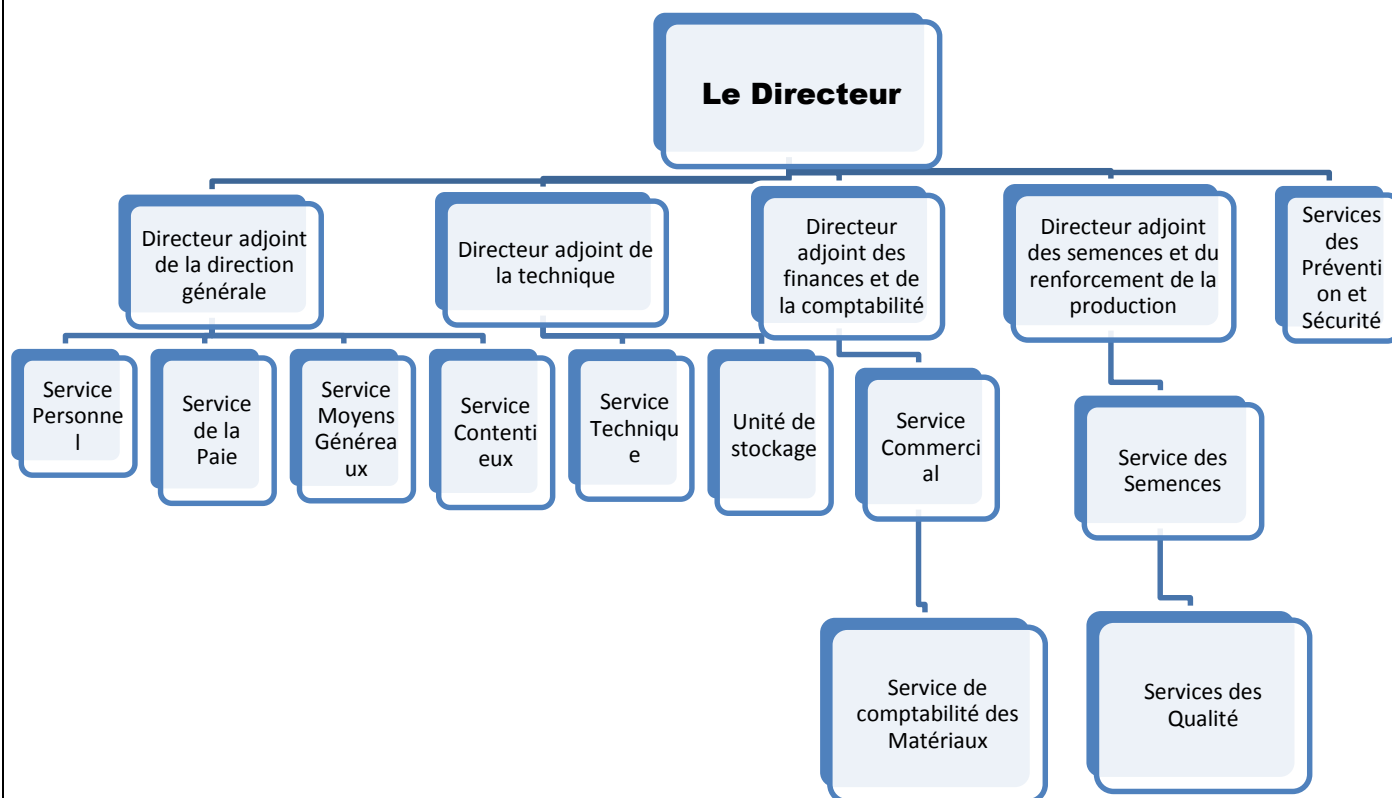 Le Directeur
Directeur adjoint
de la direction
générale
Directeur adjoint de
la technique
Directeur
adjoint des
finances et de
la comptabilité
Directeur adjoint
des semences et du
renforcement de la
production
Services
des
Préventi
on et
Sécurité
Service
Personne
l
Service
de la
Paie
Service
Moyens
Générea
ux
Service
Contenti
eux
Service
Techniqu
e
Unité de
stockage
Service
Commerci
al
Service des
Semences
Service de
comptabilité des
Matériaux
Services des
Qualité